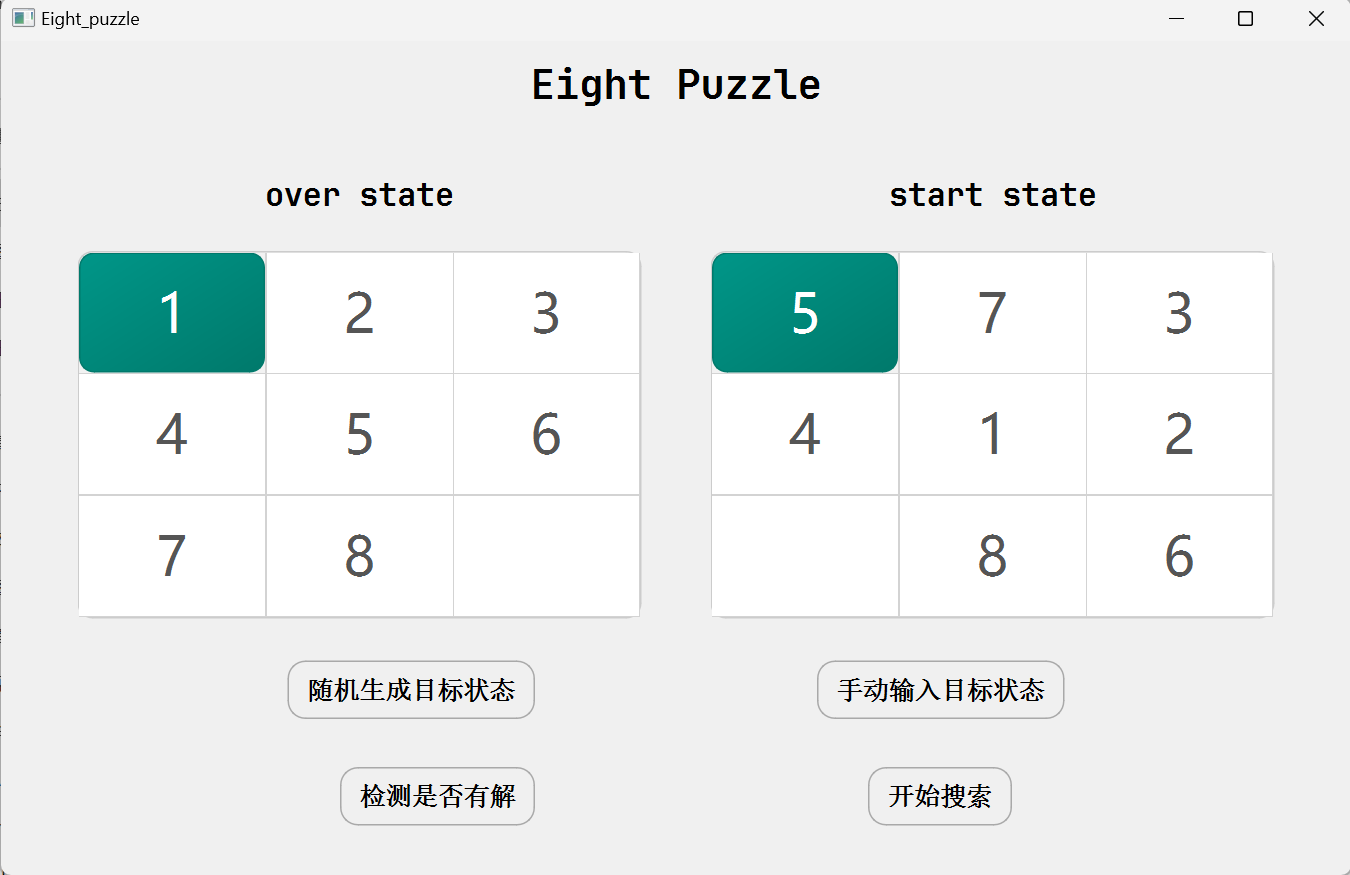 Eight_puzzle
Eight Puzzle
over state
start state
1 2 3
4 5 6
7 8
5 7 3
4 1 2
8 6
随机生成目标状态
手动输入目标状态
检测是否有解
开始搜索